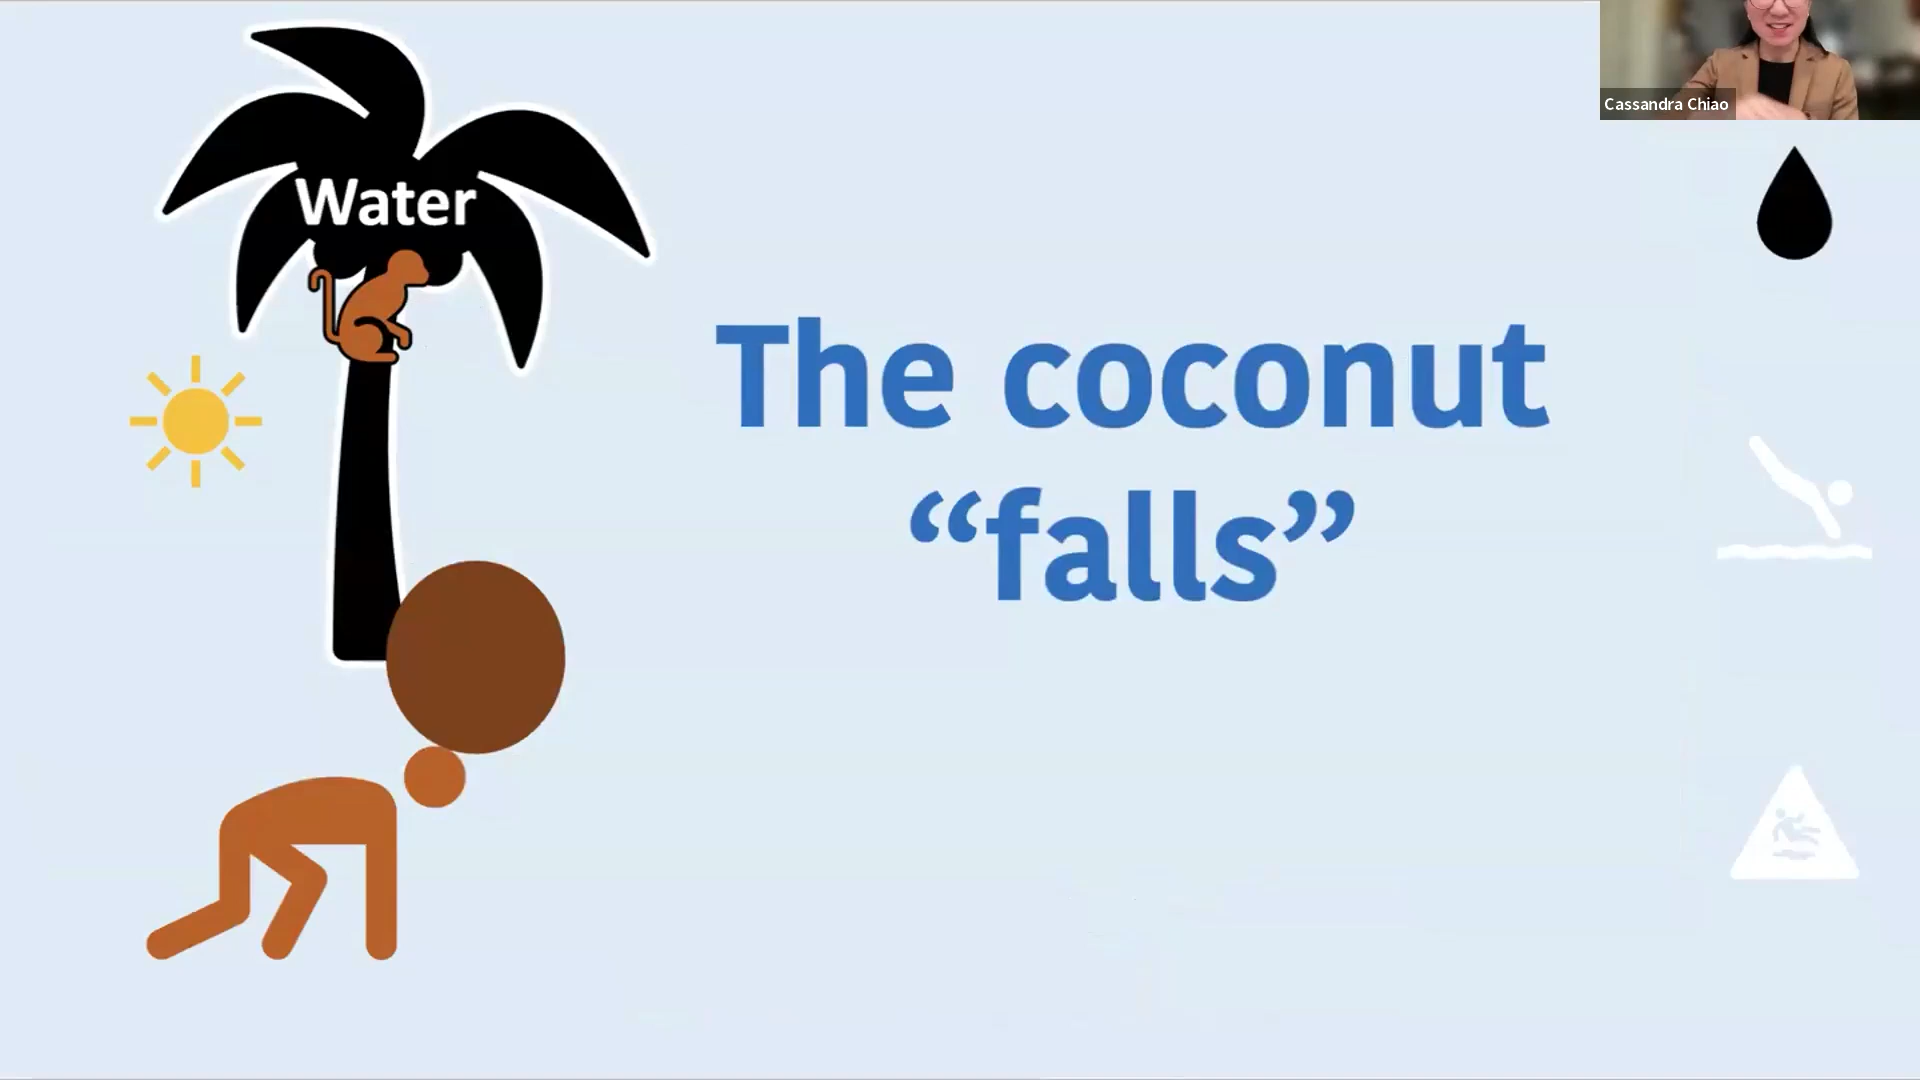 Cassandra Chiao
Water
The coconut
“falls”